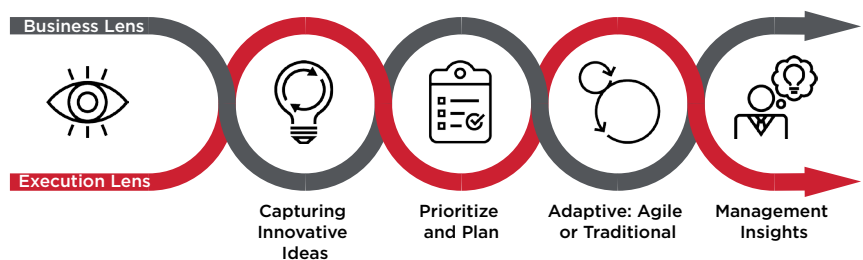 Business Lens
Execution Lens
Capturing
Innovative
Ideas
Prioritize
and Plan
Adaptive: Agile
or Traditional
Management
Insights